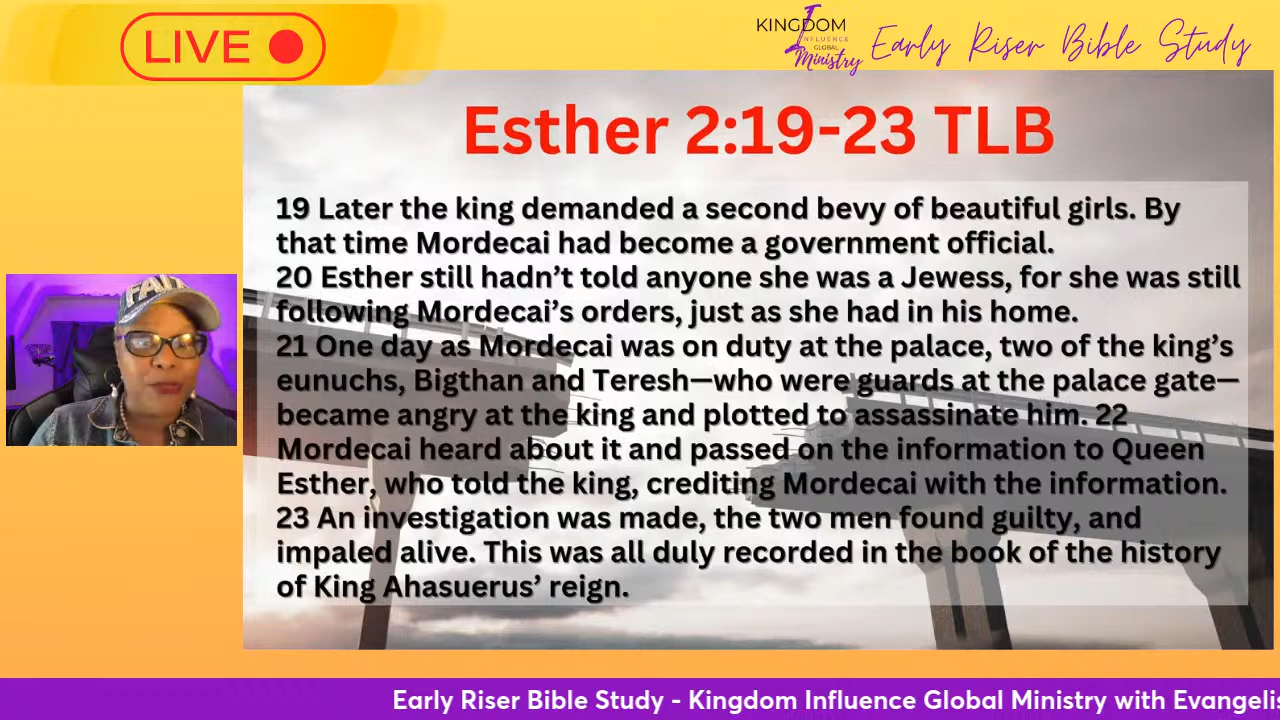 LIVE
KINGDOM
INFLUENCE
GLOBAL
Ministry
Early Riser Bible Study
Esther 2:19-23 TLB
19 Later the king demanded a second bevy of beautiful girls. By
that time Mordecai had become a government official.
20 Esther still hadn’t told anyone she was a Jewess, for she was still
following Mordecai’s orders, just as she had in his home.
21 One day as Mordecai was on duty at the palace, two of the king’s
eunuchs, Bigthan and Teresh—who were guards at the palace gate—
became angry at the king and plotted to assassinate him. 22
Mordecai heard about it and passed on the information to Queen
Esther, who told the king, crediting Mordecai with the information.
23 An investigation was made, the two men found guilty, and
impaled alive. This was all duly recorded in the book of the history
of King Ahasuerus’ reign.
Early Riser Bible Study - Kingdom Influence Global Ministry with Evangelis